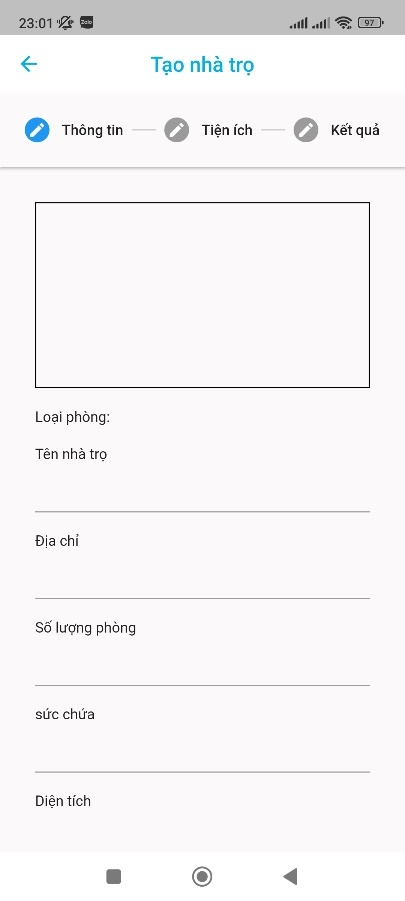 23:01 Zalo 97
Tạo nhà trọ
Thông tin Tiện ích Kết quả
Loại phòng:
Tên nhà trọ
Địa chỉ
Số lượng phòng
sức chứa
Diện tích